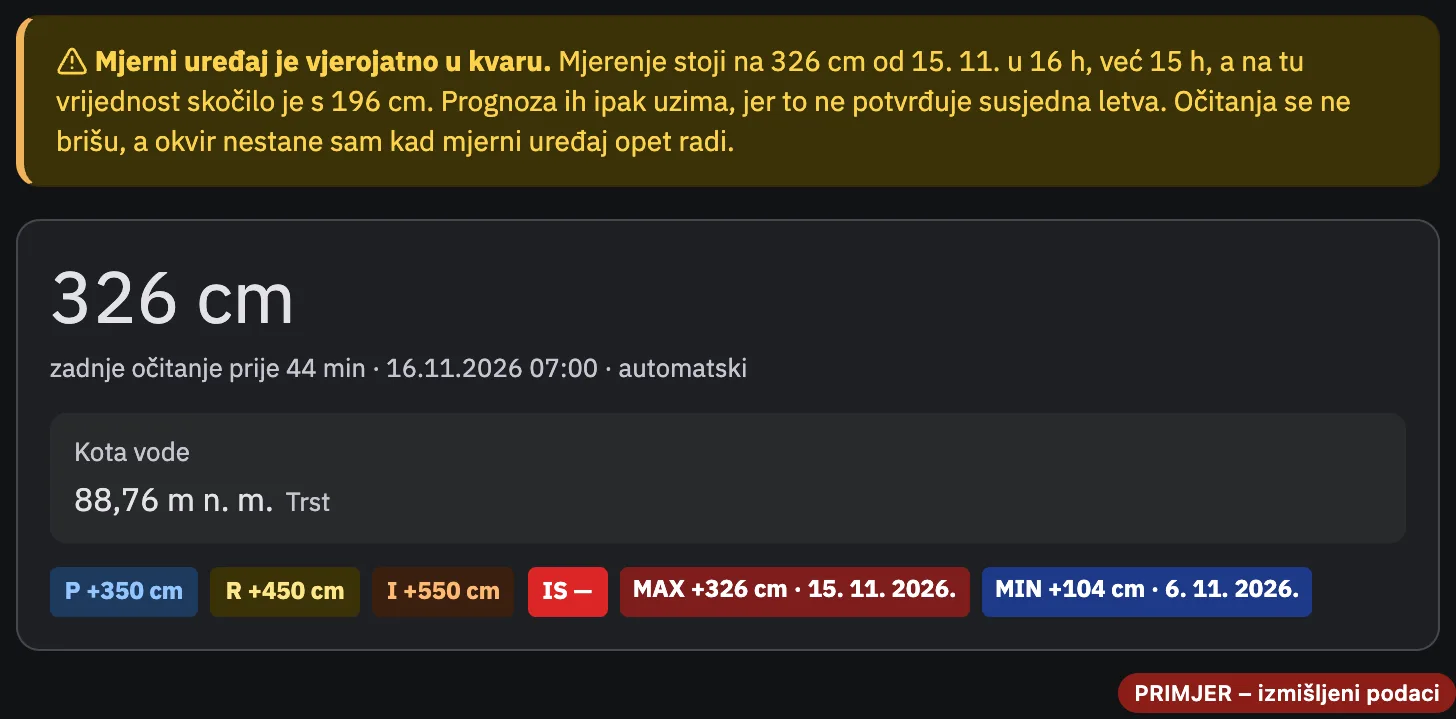 Mjerni uređaj je vjerojatno u kvaru. Mjerenje stoji na 326 cm od 15. 11. u 16 h, već 15 h, a na tu
vrijednost skočilo je s 196 cm. Prognoza ih ipak uzima, jer to ne potvrđuje susjedna letva. Očitanja se ne
brišu, a okvir nestane sam kad mjerni uređaj opet radi.
326 cm
zadnje očitanje prije 44 min · 16.11.2026 07:00 · automatski
Kota vode
88,76 m n. m. Trst
P +350 cm R +450 cm I +550 cm IS — MAX +326 cm · 15. 11. 2026. MIN +104 cm · 6. 11. 2026.
PRIMJER – izmišljeni podaci